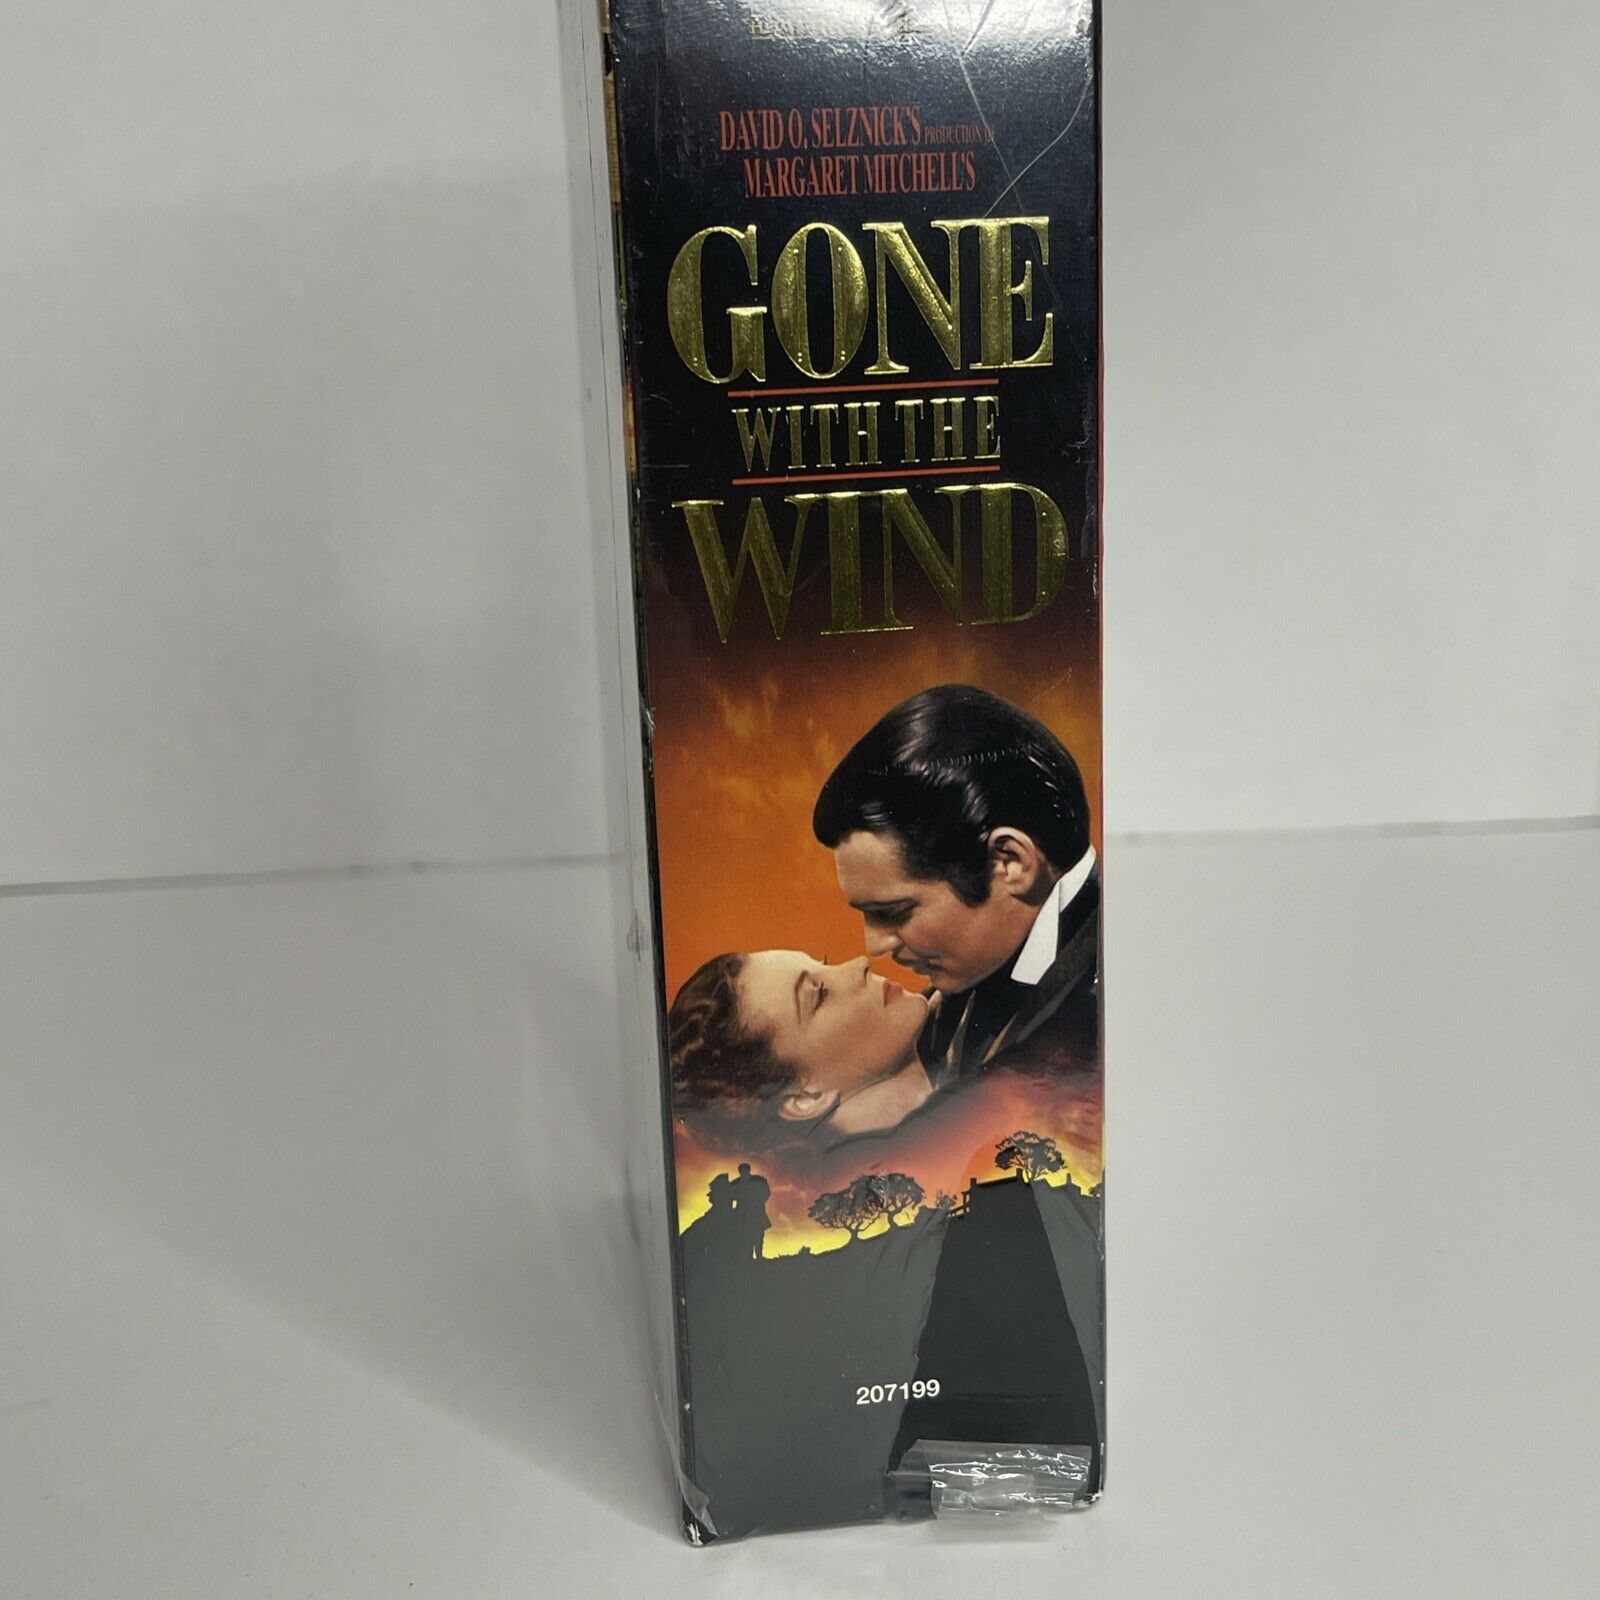 DAVID O. SELZNICK'S PRODUCTION OF
MARGARET MITCHELL'S
GONE
WITH THE
WIND
207199